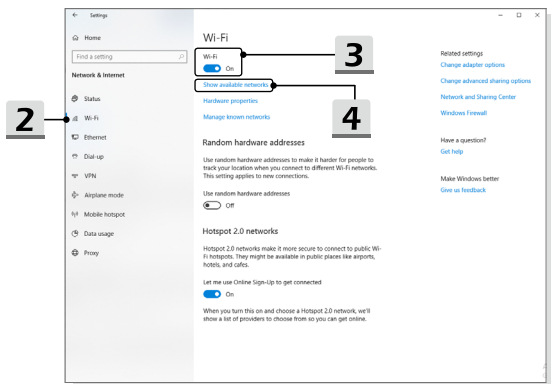 Settings
Home
Find a setting
Network & Internet
Status
Wi-Fi
Ethernet
Dial-up
VPN
Airplane mode
Mobile hotspot
Data usage
Proxy
2
Wi-Fi
Wi-Fi
On
3
Show available networks
4
Hardware properties
Manage known networks
Random hardware addresses
Use random hardware addresses to make it harder for people to
track your location when you connect to different Wi-Fi networks.
This setting applies to new connections.
Use random hardware addresses
Off
Hotspot 2.0 networks
Hotspot 2.0 networks make it more secure to connect to public Wi-
Fi hotspots. They might be available in public places like airports,
hotels, and cafes.
Let me use Online Sign-Up to get connected
On
When you turn this on and choose a Hotspot 2.0 network, we'll
show a list of providers to choose from so you can get online.
Related settings
Change adapter options
Change advanced sharing options
Network and Sharing Center
Windows Firewall
Have a question?
Get help
Make Windows better
Give us feedback